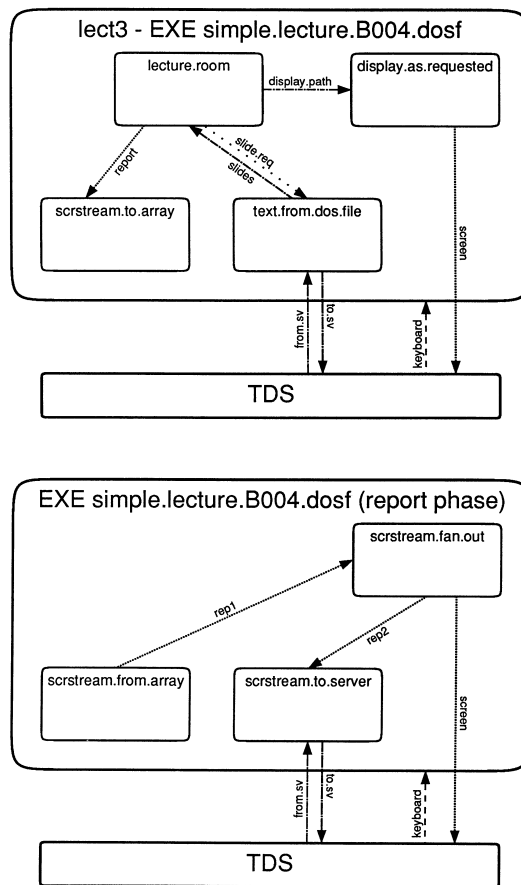 lect3 - EXE simple.lecture.B004.dosf
lecture.room
display.path
display.as.requested
report
slide.req
slides
scrstream.to.array
text.from.dos.file
screen
from.sv
to.sv
keyboard
TDS
EXE simple.lecture.B004.dosf (report phase)
scrstream.fan.out
rep1
rep2
scrstream.from.array
scrstream.to.server
screen
from.sv
to.sv
keyboard
TDS